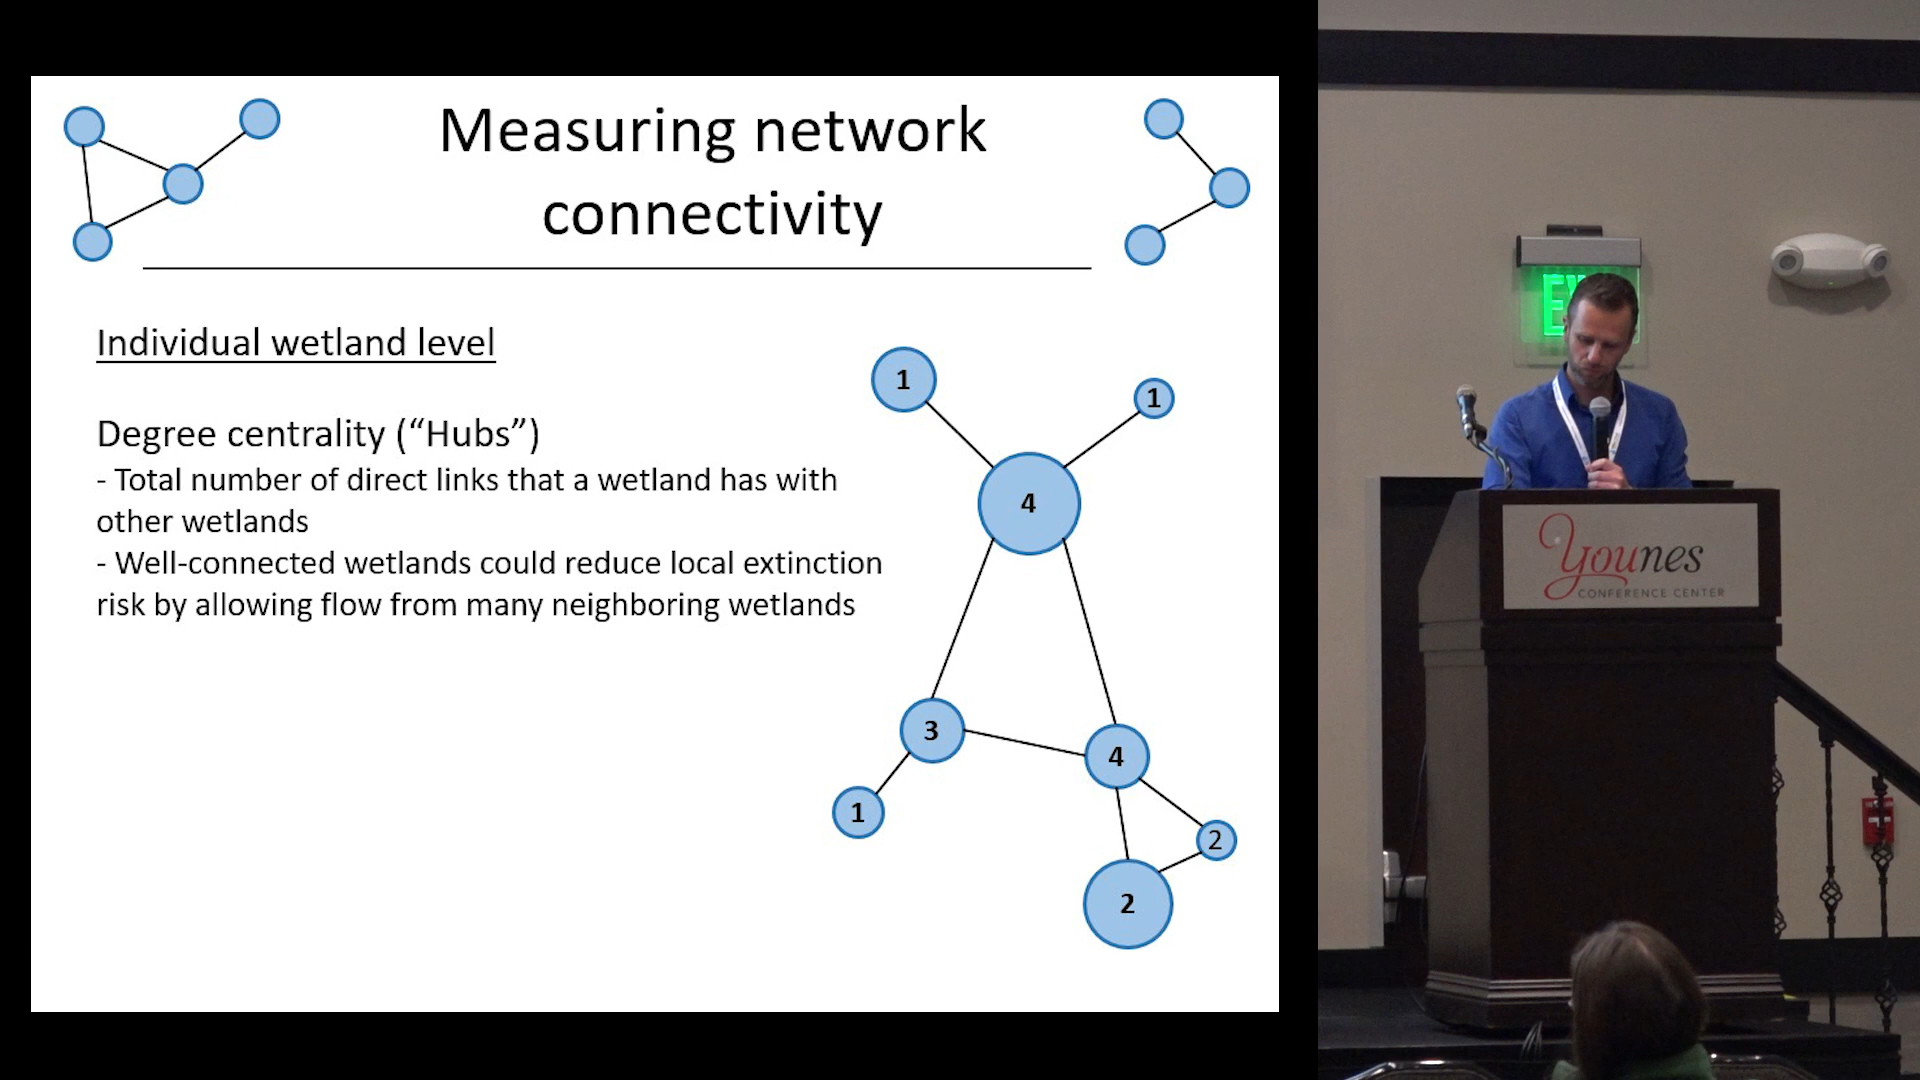 Measuring network
connectivity
Individual wetland level
Degree centrality (“Hubs”)
- Total number of direct links that a wetland has with
other wetlands
- Well-connected wetlands could reduce local extinction
risk by allowing flow from many neighboring wetlands
1
1
4
3
4
1
2
2
Younes
CONFERENCE CENTER